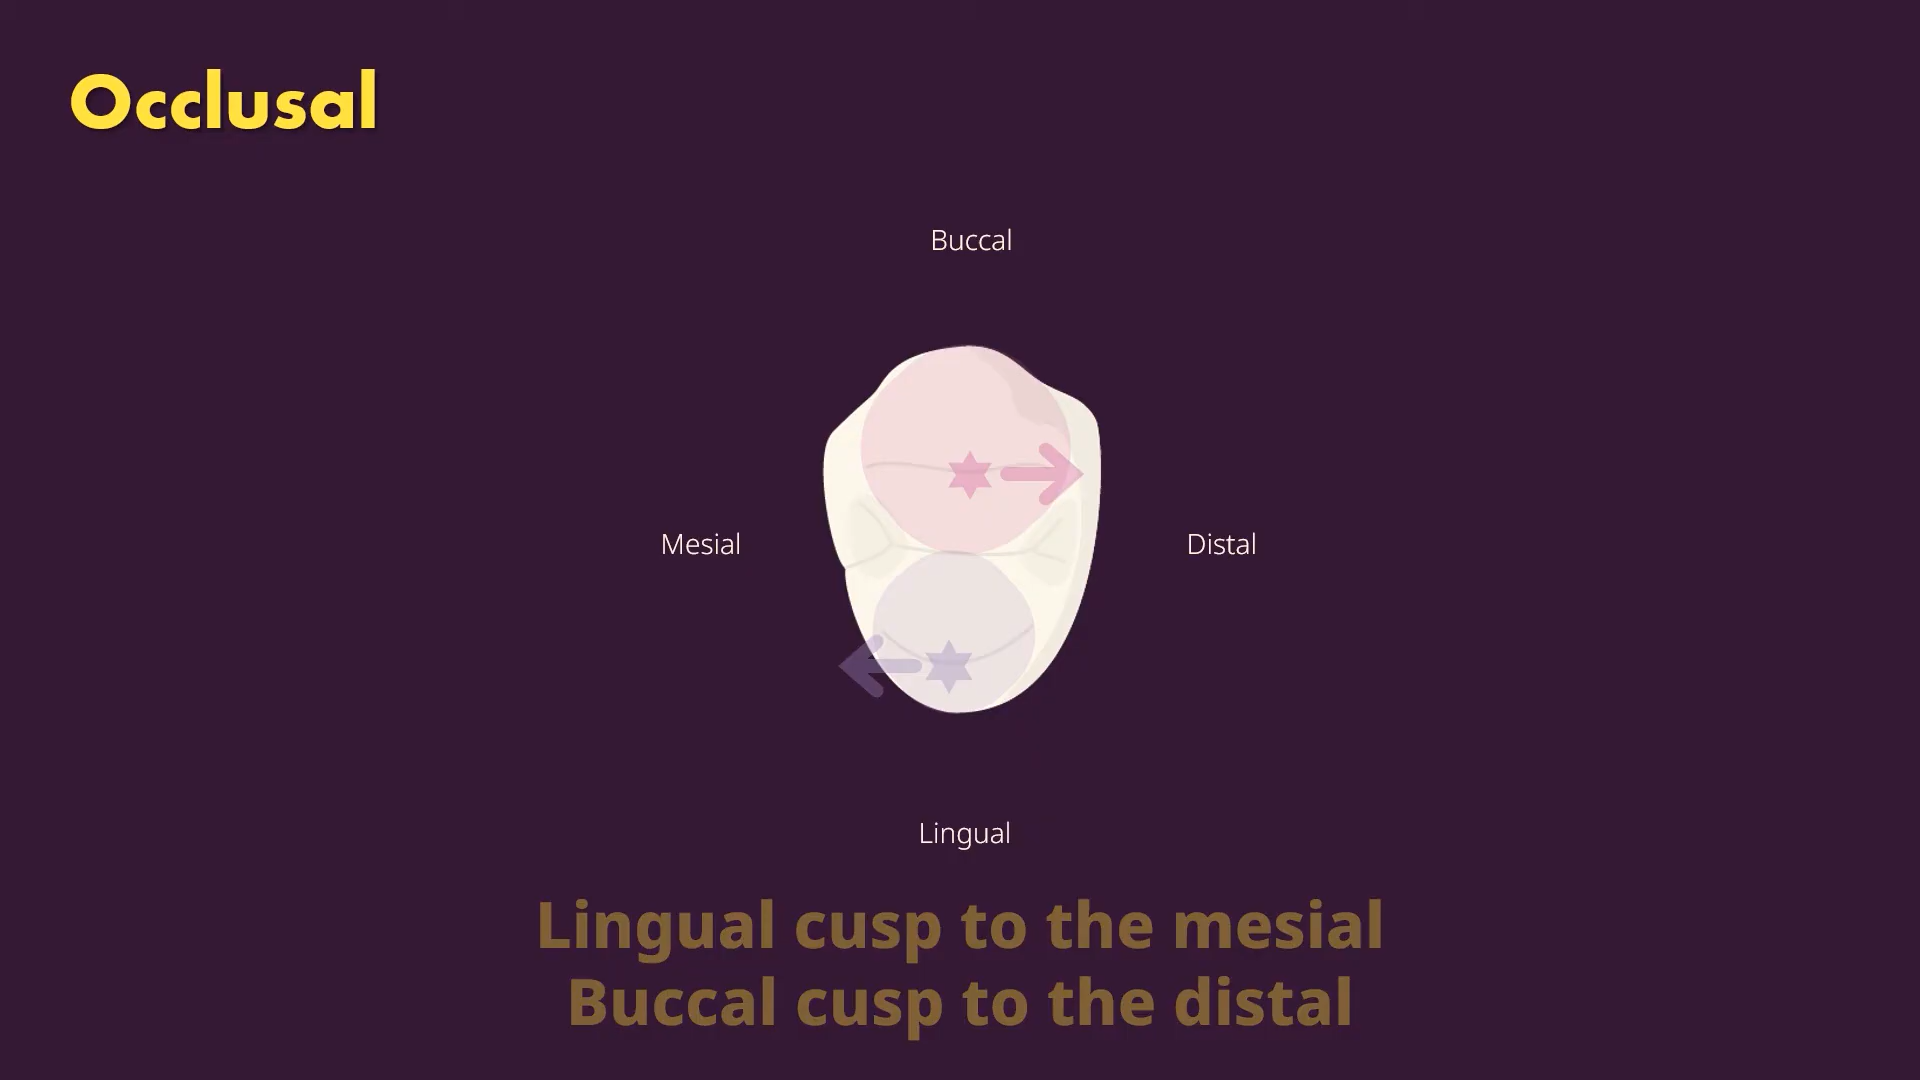 Occlusal
Buccal
Mesial
Distal
Lingual
Lingual cusp to the mesial
Buccal cusp to the distal